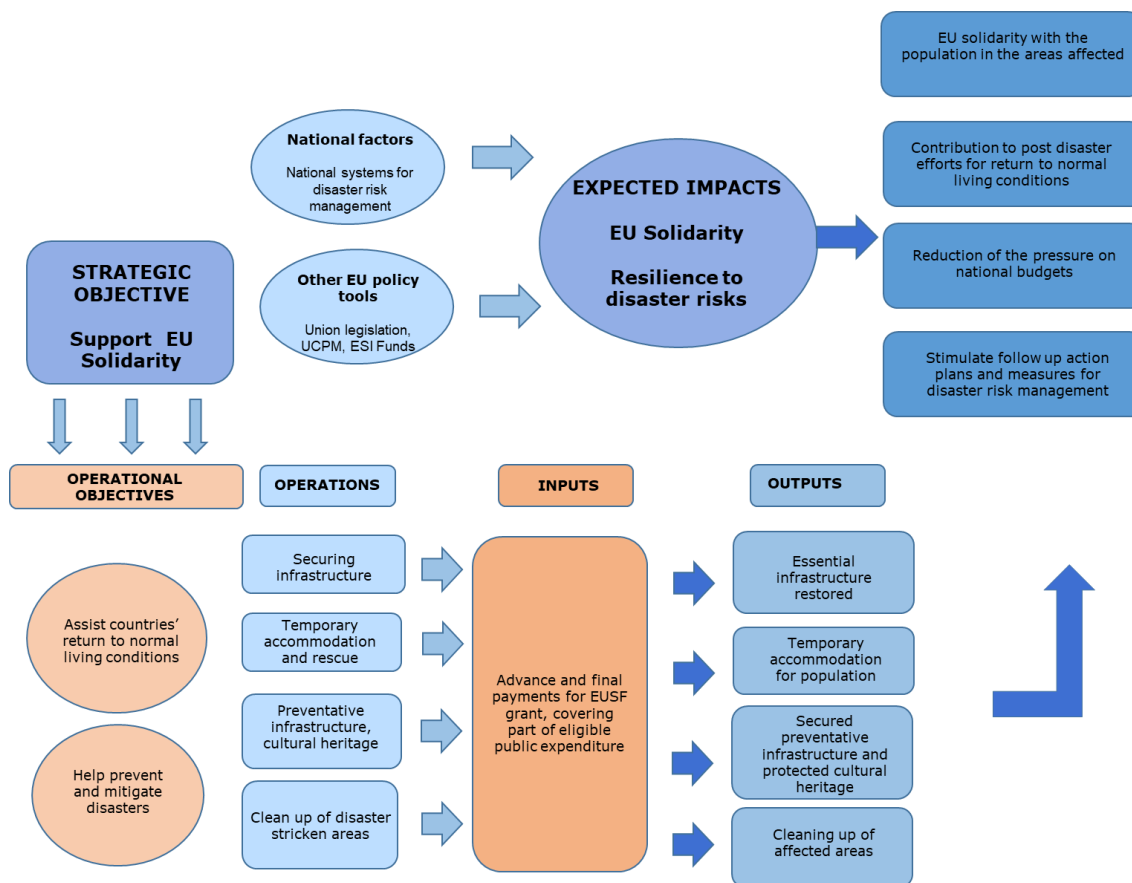 EU solidarity with the
population in the areas affected
National factors
National systems for
disaster risk
management
EXPECTED IMPACTS
EU Solidarity
Resilience to
disaster risks
Contribution to post disaster
efforts for return to normal
living conditions
STRATEGIC
OBJECTIVE
Support EU
Solidarity
Other EU policy
tools
Union legislation,
UCPM, ESI Funds
Reduction of the pressure on
national budgets
Stimulate follow up action
plans and measures for
disaster risk management
OPERATIONAL
OBJECTIVES
OPERATIONS
INPUTS
OUTPUTS
Assist countries’
return to normal
living conditions
Help prevent
and mitigate
disasters
Securing
infrastructure
Temporary
accommodation
and rescue
Preventative
infrastructure,
cultural heritage
Clean up of disaster
stricken areas
Advance and final
payments for EUSF
grant, covering
part of eligible
public expenditure
Essential
infrastructure
restored
Temporary
accommodation
for population
Secured
preventative
infrastructure and
protected cultural
heritage
Cleaning up of
affected areas